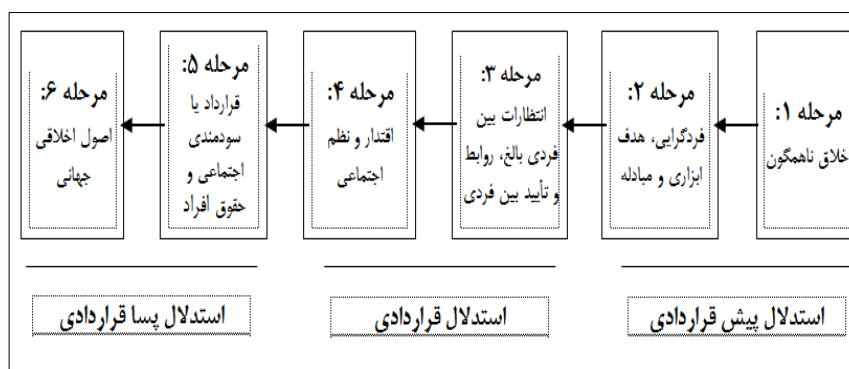 مرحله ۱:
خلاق ناهمگون
مرحله ۲:
فردگرایی، هدف
ابزاری و مبادله
مرحله ۳:
انتظارات بین
فردی بالغ، روابط
و تأیید بین فردی
مرحله ۴:
اقتدار و نظم
اجتماعی
مرحله ۵:
قرارداد یا
سودمندی
اجتماعی و
حقوق افراد
مرحله ۶:
اصول اخلاقی
جهانی
استدلال پیش قراردادی
استدلال قراردادی
استدلال پسا قراردادی